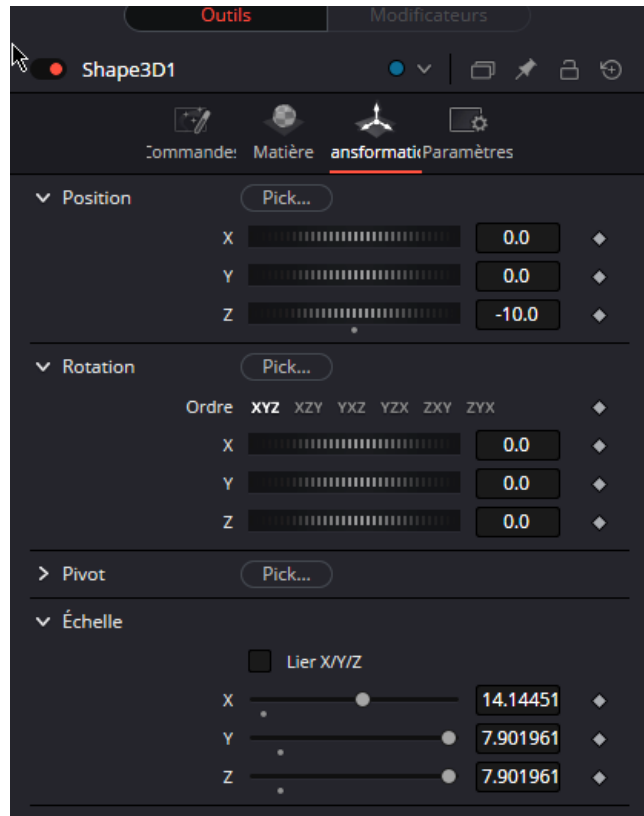 Outils Modificateurs
Shape3D1
Commandes Matière ansformatio Paramètres
Position Pick...
X 0.0
Y 0.0
Z -10.0
Rotation Pick...
Ordre XYZ XZY YXZ YZX ZXY ZYX
X 0.0
Y 0.0
Z 0.0
Pivot Pick...
Échelle
Lier X/Y/Z
X 14.14451
Y 7.901961
Z 7.901961